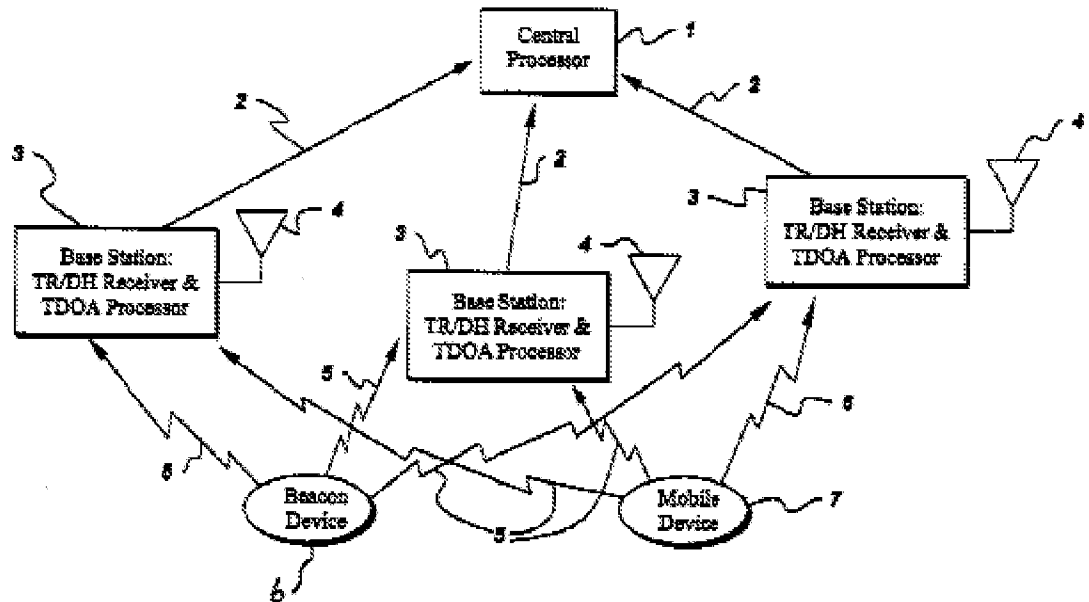 Central
Processor
1
2
2
4
3
2
3
Base Station:
TR/DH Receiver &
TDOA Processor
4
4
3
Base Station:
TR/DH Receiver &
TDOA Processor
Base Station:
TR/DH Receiver &
TDOA Processor
5
5
5
Beacon
Device
Mobile
Device
7
5
6